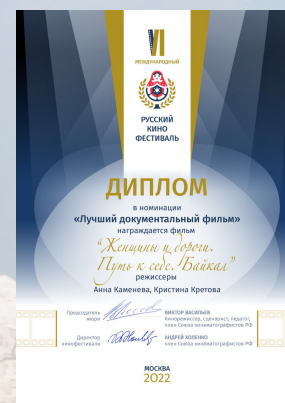 VI
МЕЖДУНАРОДНЫЙ
РУССКИЙ
КИНО
ФЕСТИВАЛЬ
ДИПЛОМ
в номинации
«Лучший документальный фильм»
награждается фильм
"Женщины и дороги.
Путь к себе. Байкал"
режиссеры
Анна Каменева, Кристина Кретова
Председатель жюри
ВИКТОР ВАСИЛЬЕВ
Кинорежиссер, сценарист, педагог,
член Союза кинематографистов РФ
Директор кинофестиваля
АНДРЕЙ ХОЛЕНКО
член Союза кинематографистов РФ
МОСКВА
2022